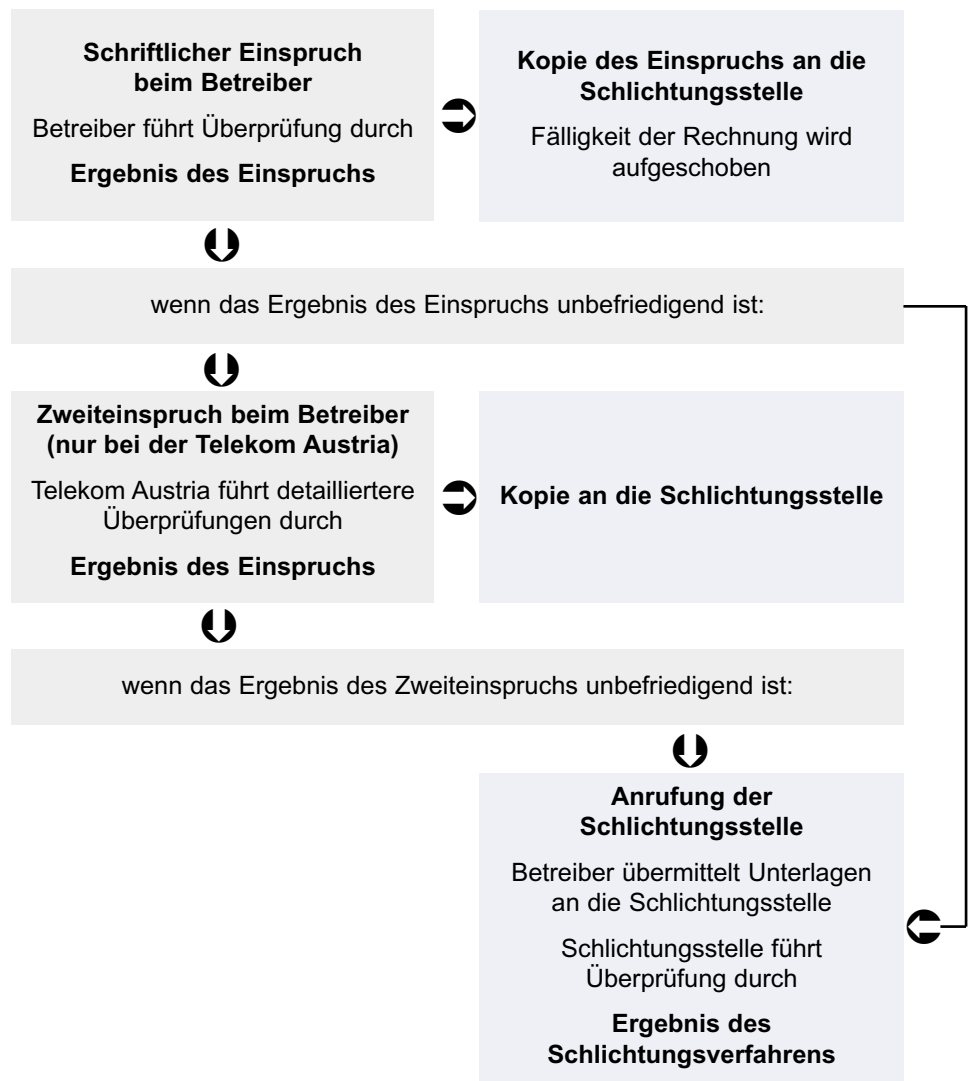 Schriftlicher Einspruch
beim Betreiber
Betreiber führt Überprüfung durch
Ergebnis des Einspruchs
Kopie des Einspruchs an die
Schlichtungsstelle
Fälligkeit der Rechnung wird
aufgeschoben
wenn das Ergebnis des Einspruchs unbefriedigend ist:
Zweiteinspruch beim Betreiber
(nur bei der Telekom Austria)
Telekom Austria führt detailliertere
Überprüfungen durch
Ergebnis des Einspruchs
Kopie an die Schlichtungsstelle
wenn das Ergebnis des Zweiteinspruchs unbefriedigend ist:
Anrufung der
Schlichtungsstelle
Betreiber übermittelt Unterlagen
an die Schlichtungsstelle
Schlichtungsstelle führt
Überprüfung durch
Ergebnis des
Schlichtungsverfahrens